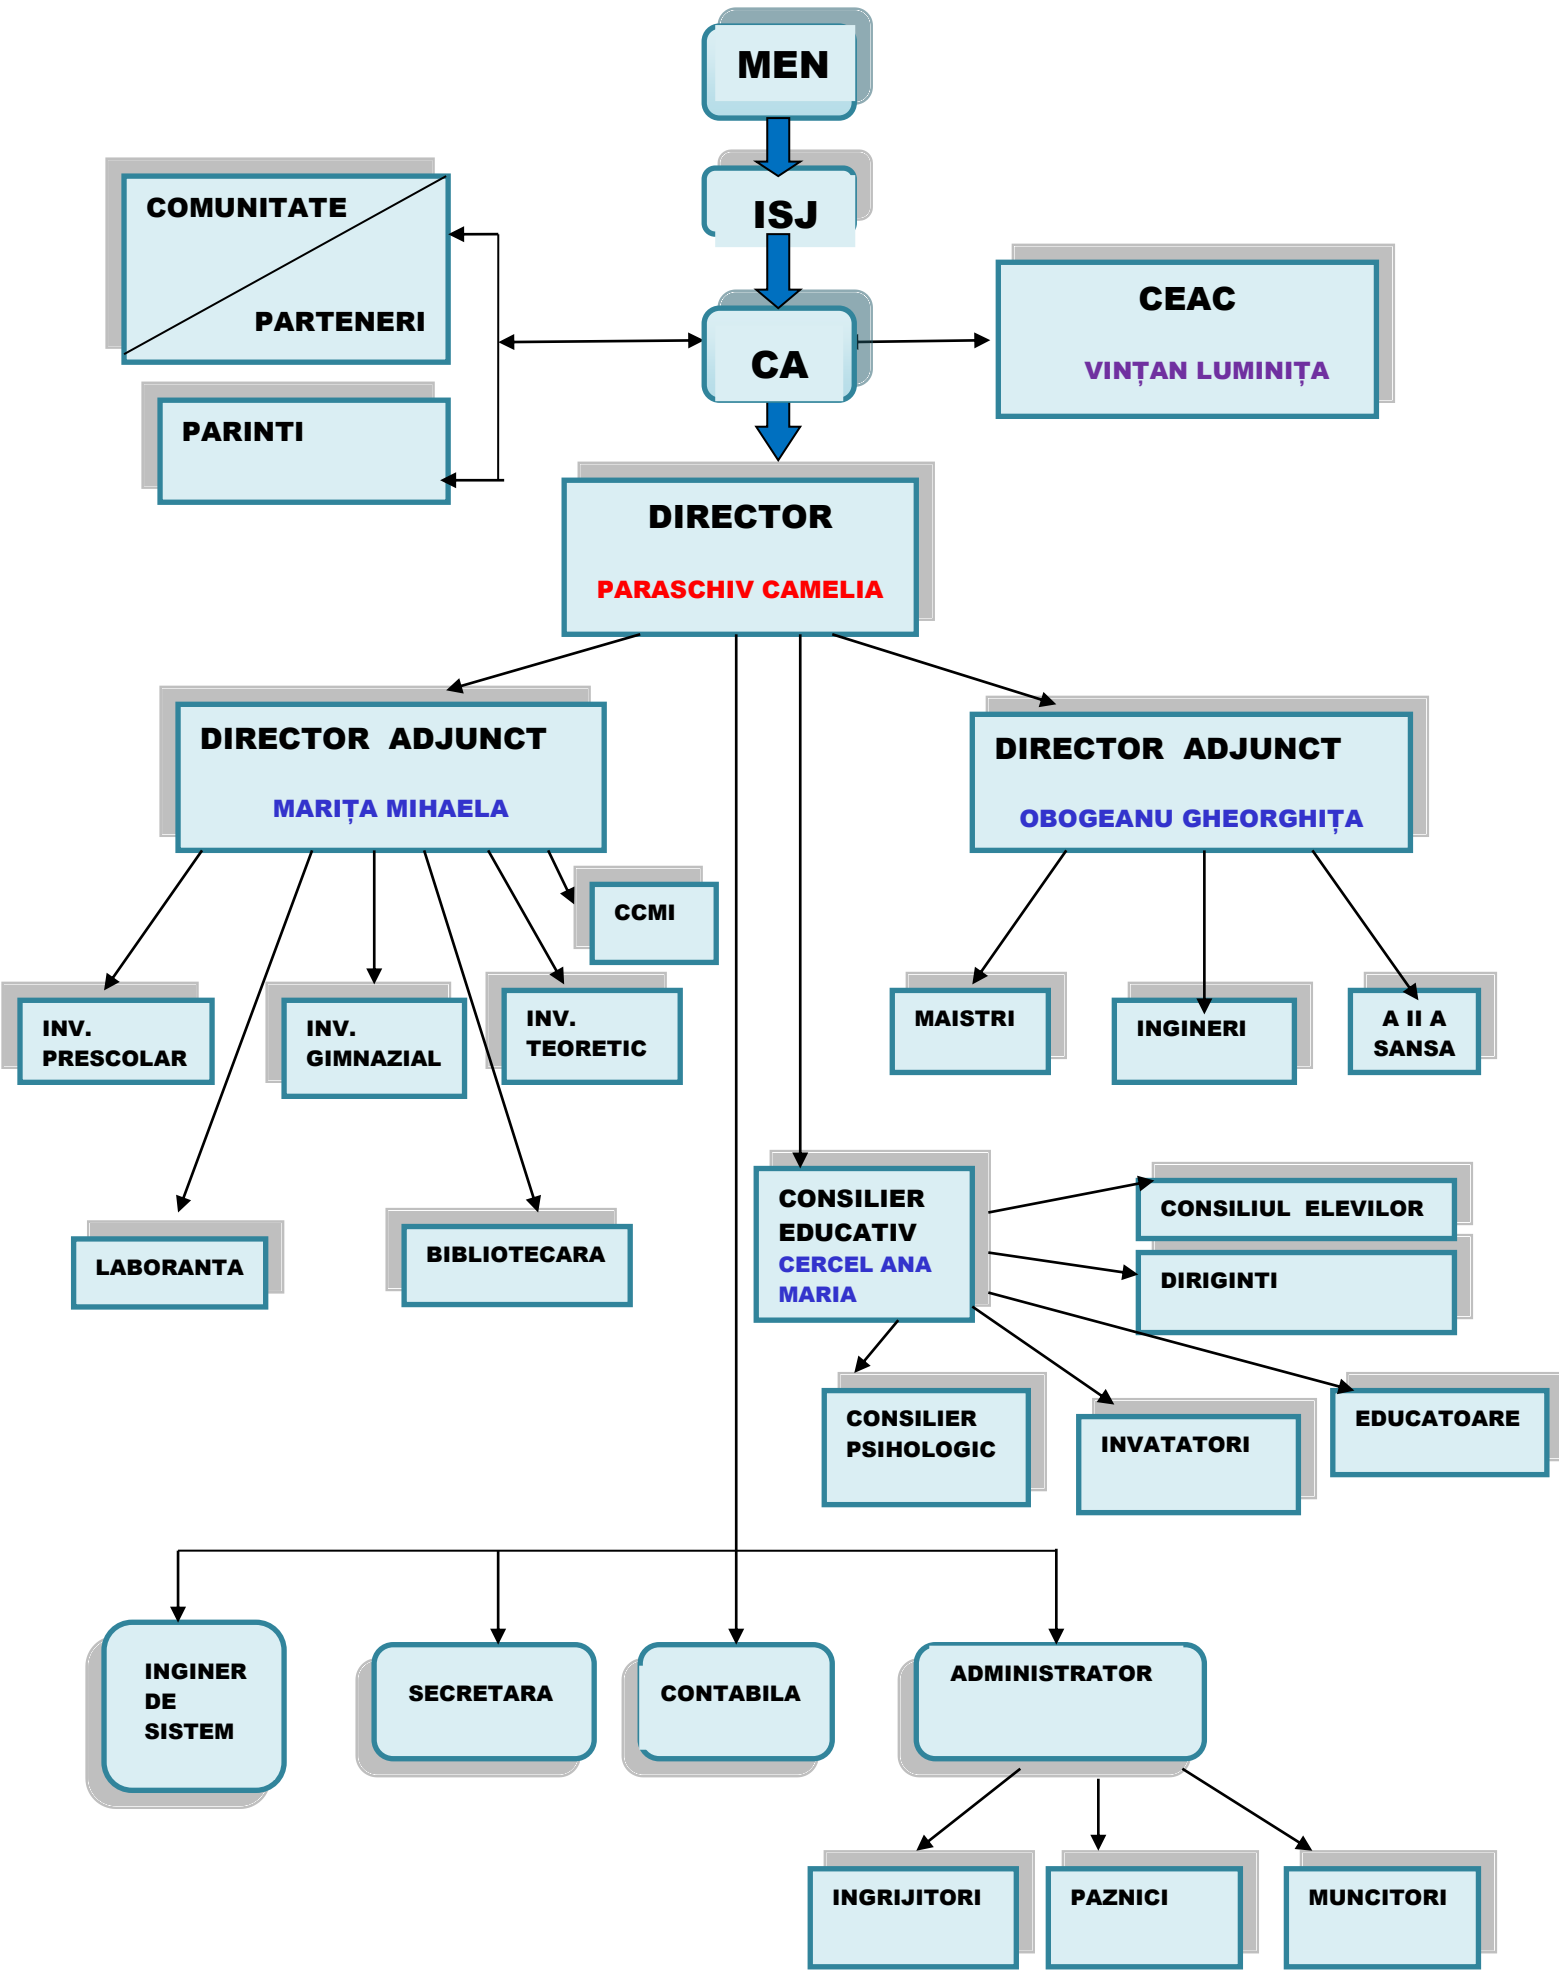 MEN
ISJ
COMUNITATE
PARTENERI
CA
CEAC
VINȚAN LUMINIȚA
PARINTI
DIRECTOR
PARASCHIV CAMELIA
DIRECTOR ADJUNCT
MARIȚA MIHAELA
DIRECTOR ADJUNCT
OBOGEANU GHEORGHIȚA
CCMI
INV.
PRESCOLAR
INV.
GIMNAZIAL
INV.
TEORETIC
MAISTRI
INGINERI
A II A
SANSA
LABORANTA
BIBLIOTECARA
CONSILIER
EDUCATIV
CERCEL ANA
MARIA
CONSILIUL ELEVILOR
DIRIGINTI
CONSILIER
PSIHOLOGIC
INVATATORI
EDUCATOARE
INGINER
DE
SISTEM
SECRETARA
CONTABILA
ADMINISTRATOR
INGRIJITORI
PAZNICI
MUNCITORI